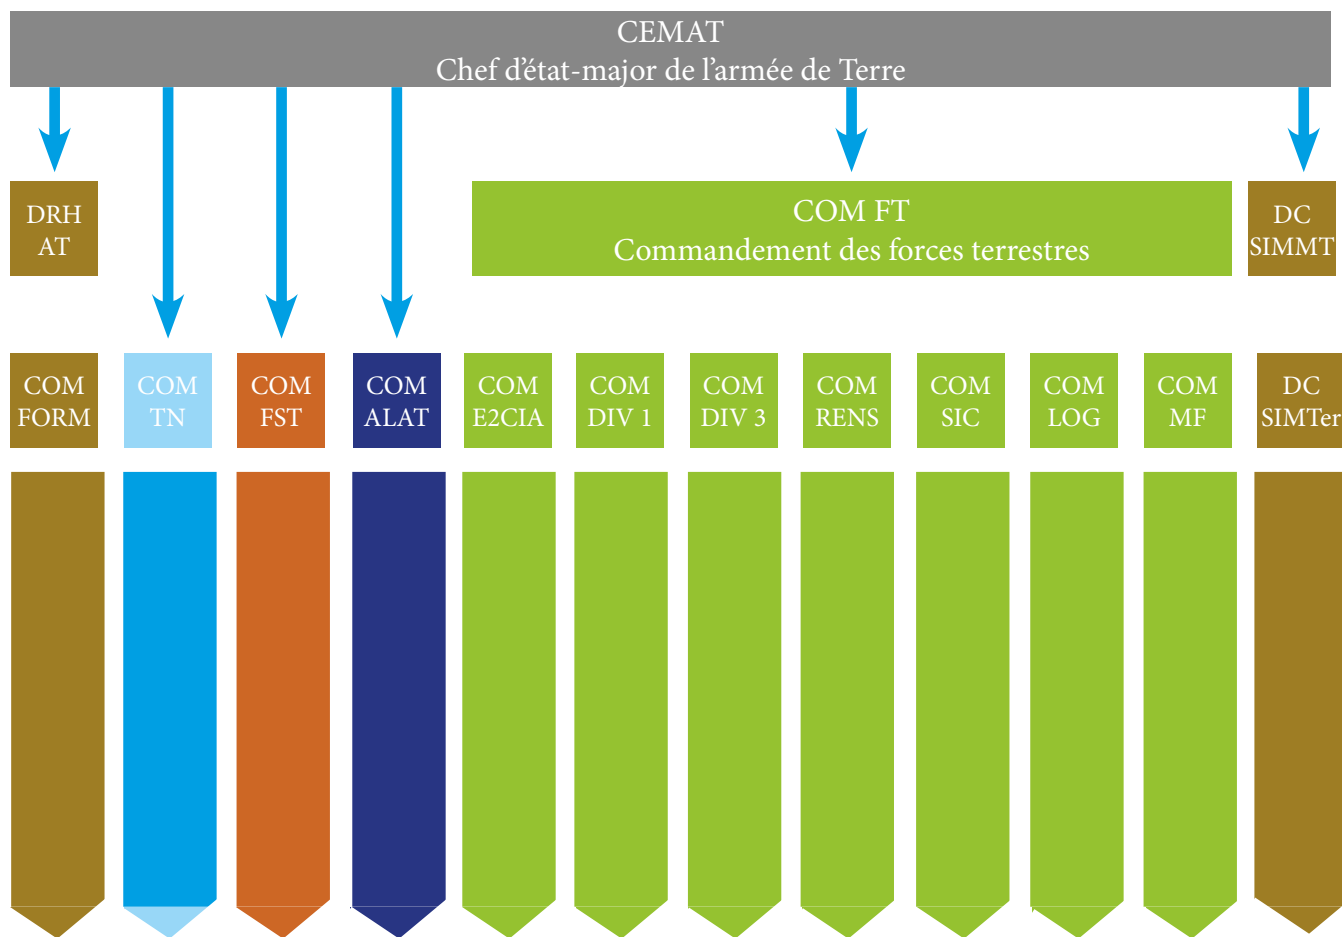 CEMAT
Chef d'état-major de l'armée de Terre
DRH
AT
COM FT
Commandement des forces terrestres
DC
SIMMT
COM
FORM
COM
TN
COM
FST
COM
ALAT
COM
E2CIA
COM
DIV 1
COM
DIV 3
COM
RENS
COM
SIC
COM
LOG
COM
MF
DC
SIMTer